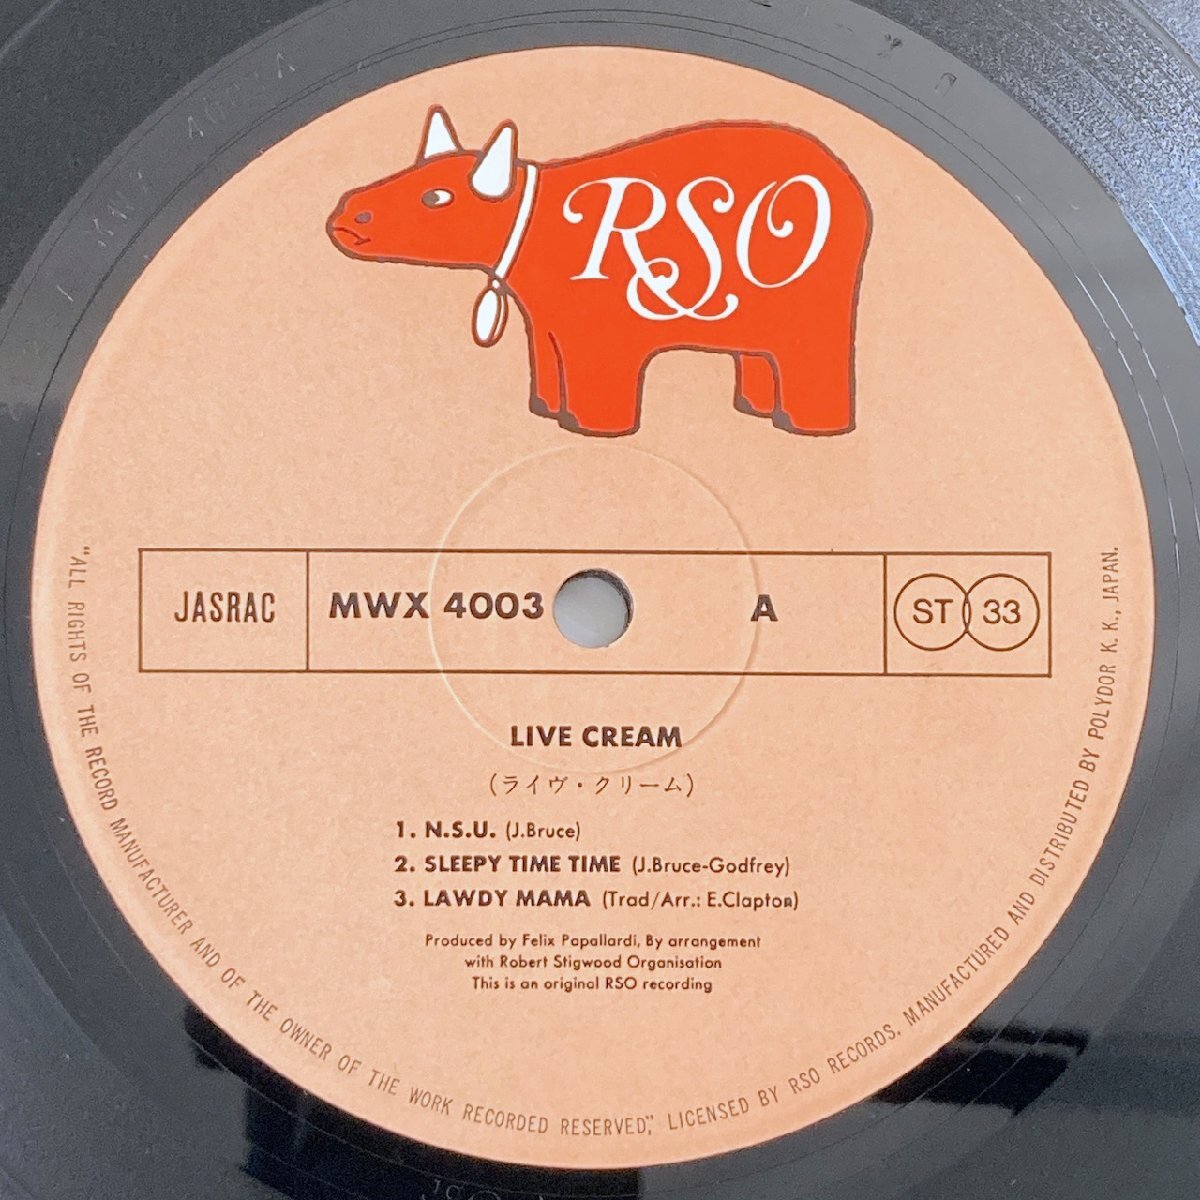 RSO
JASRAC
MWX 4003
A
ST 33
LIVE CREAM
(ライヴ・クリーム)
1. N.S.U. (J.Bruce)
2. SLEEPY TIME TIME (J.Bruce-Godfrey)
3. LAWDY MAMA (Trad/Arr.: E.Clapton)
Produced by Felix Papallardi, By arrangement
with Robert Stigwood Organisation
This is an original RSO recording
"ALL RIGHTS OF THE RECORD MANUFACTURER AND OF THE OWNER OF THE WORK RECORDED RESERVED," LICENSED BY RSO RECORDS. MANUFACTURED AND DISTRIBUTED BY POLYDOR K. K., JAPAN.